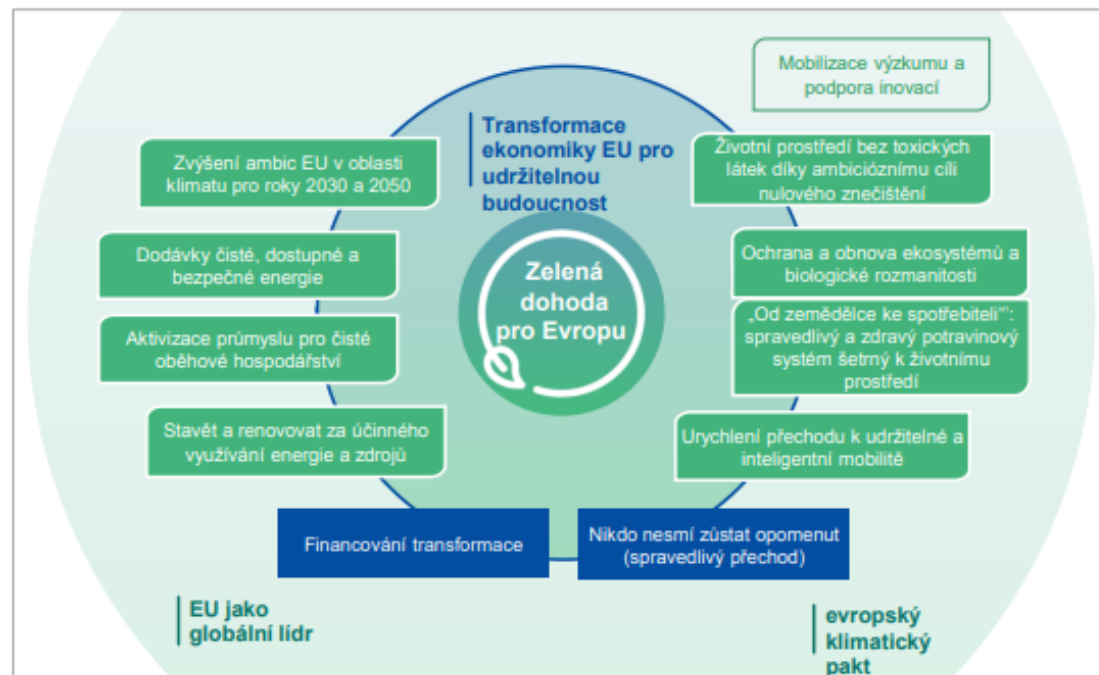 Mobilizace výzkumu a
podpora inovací
Transformace
ekonomiky EU pro
udržitelnou
budoucnost
Zvýšení ambic EU v oblasti
klimatu pro roky 2030 a 2050
Životní prostředí bez toxických
látek díky ambicióznímu cíli
nulového znečištění
Dodávky čisté, dostupné a
bezpečné energie
Zelená
dohoda
pro Evropu
Ochrana a obnova ekosystémů a
biologické rozmanitosti
Aktivizace průmyslu pro čisté
oběhové hospodářství
„Od zemědělce ke spotřebiteli“':
spravedlivý a zdravý potravinový
systém šetrný k životnímu
prostředí
Stavět a renovovat za účinného
využívání energie a zdrojů
Urychlení přechodu k udržitelné a
inteligentní mobilitě
Financování transformace
Nikdo nesmí zůstat opomenut
(spravedlivý přechod)
EU jako
globální lídr
evropský
klimatický
pakt